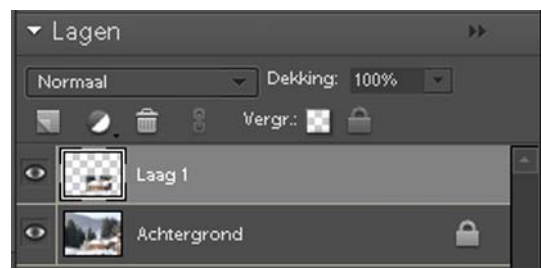 Lagen
Normaal Dekking: 100%
Vergr.:
Laag 1
Achtergrond